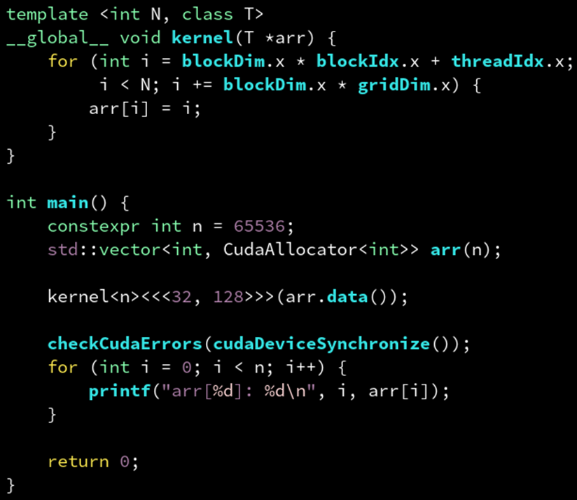 template <int N, class T>
__global__ void kernel(T *arr) {
    for (int i = blockDim.x * blockIdx.x + threadIdx.x;
         i < N; i += blockDim.x * gridDim.x) {
        arr[i] = i;
    }
}

int main() {
    constexpr int n = 65536;
    std::vector<int, CudaAllocator<int>> arr(n);

    kernel<n><<<32, 128>>>(arr.data());

    checkCudaErrors(cudaDeviceSynchronize());
    for (int i = 0; i < n; i++) {
        printf("arr[%d]: %d\n", i, arr[i]);
    }

    return 0;
}